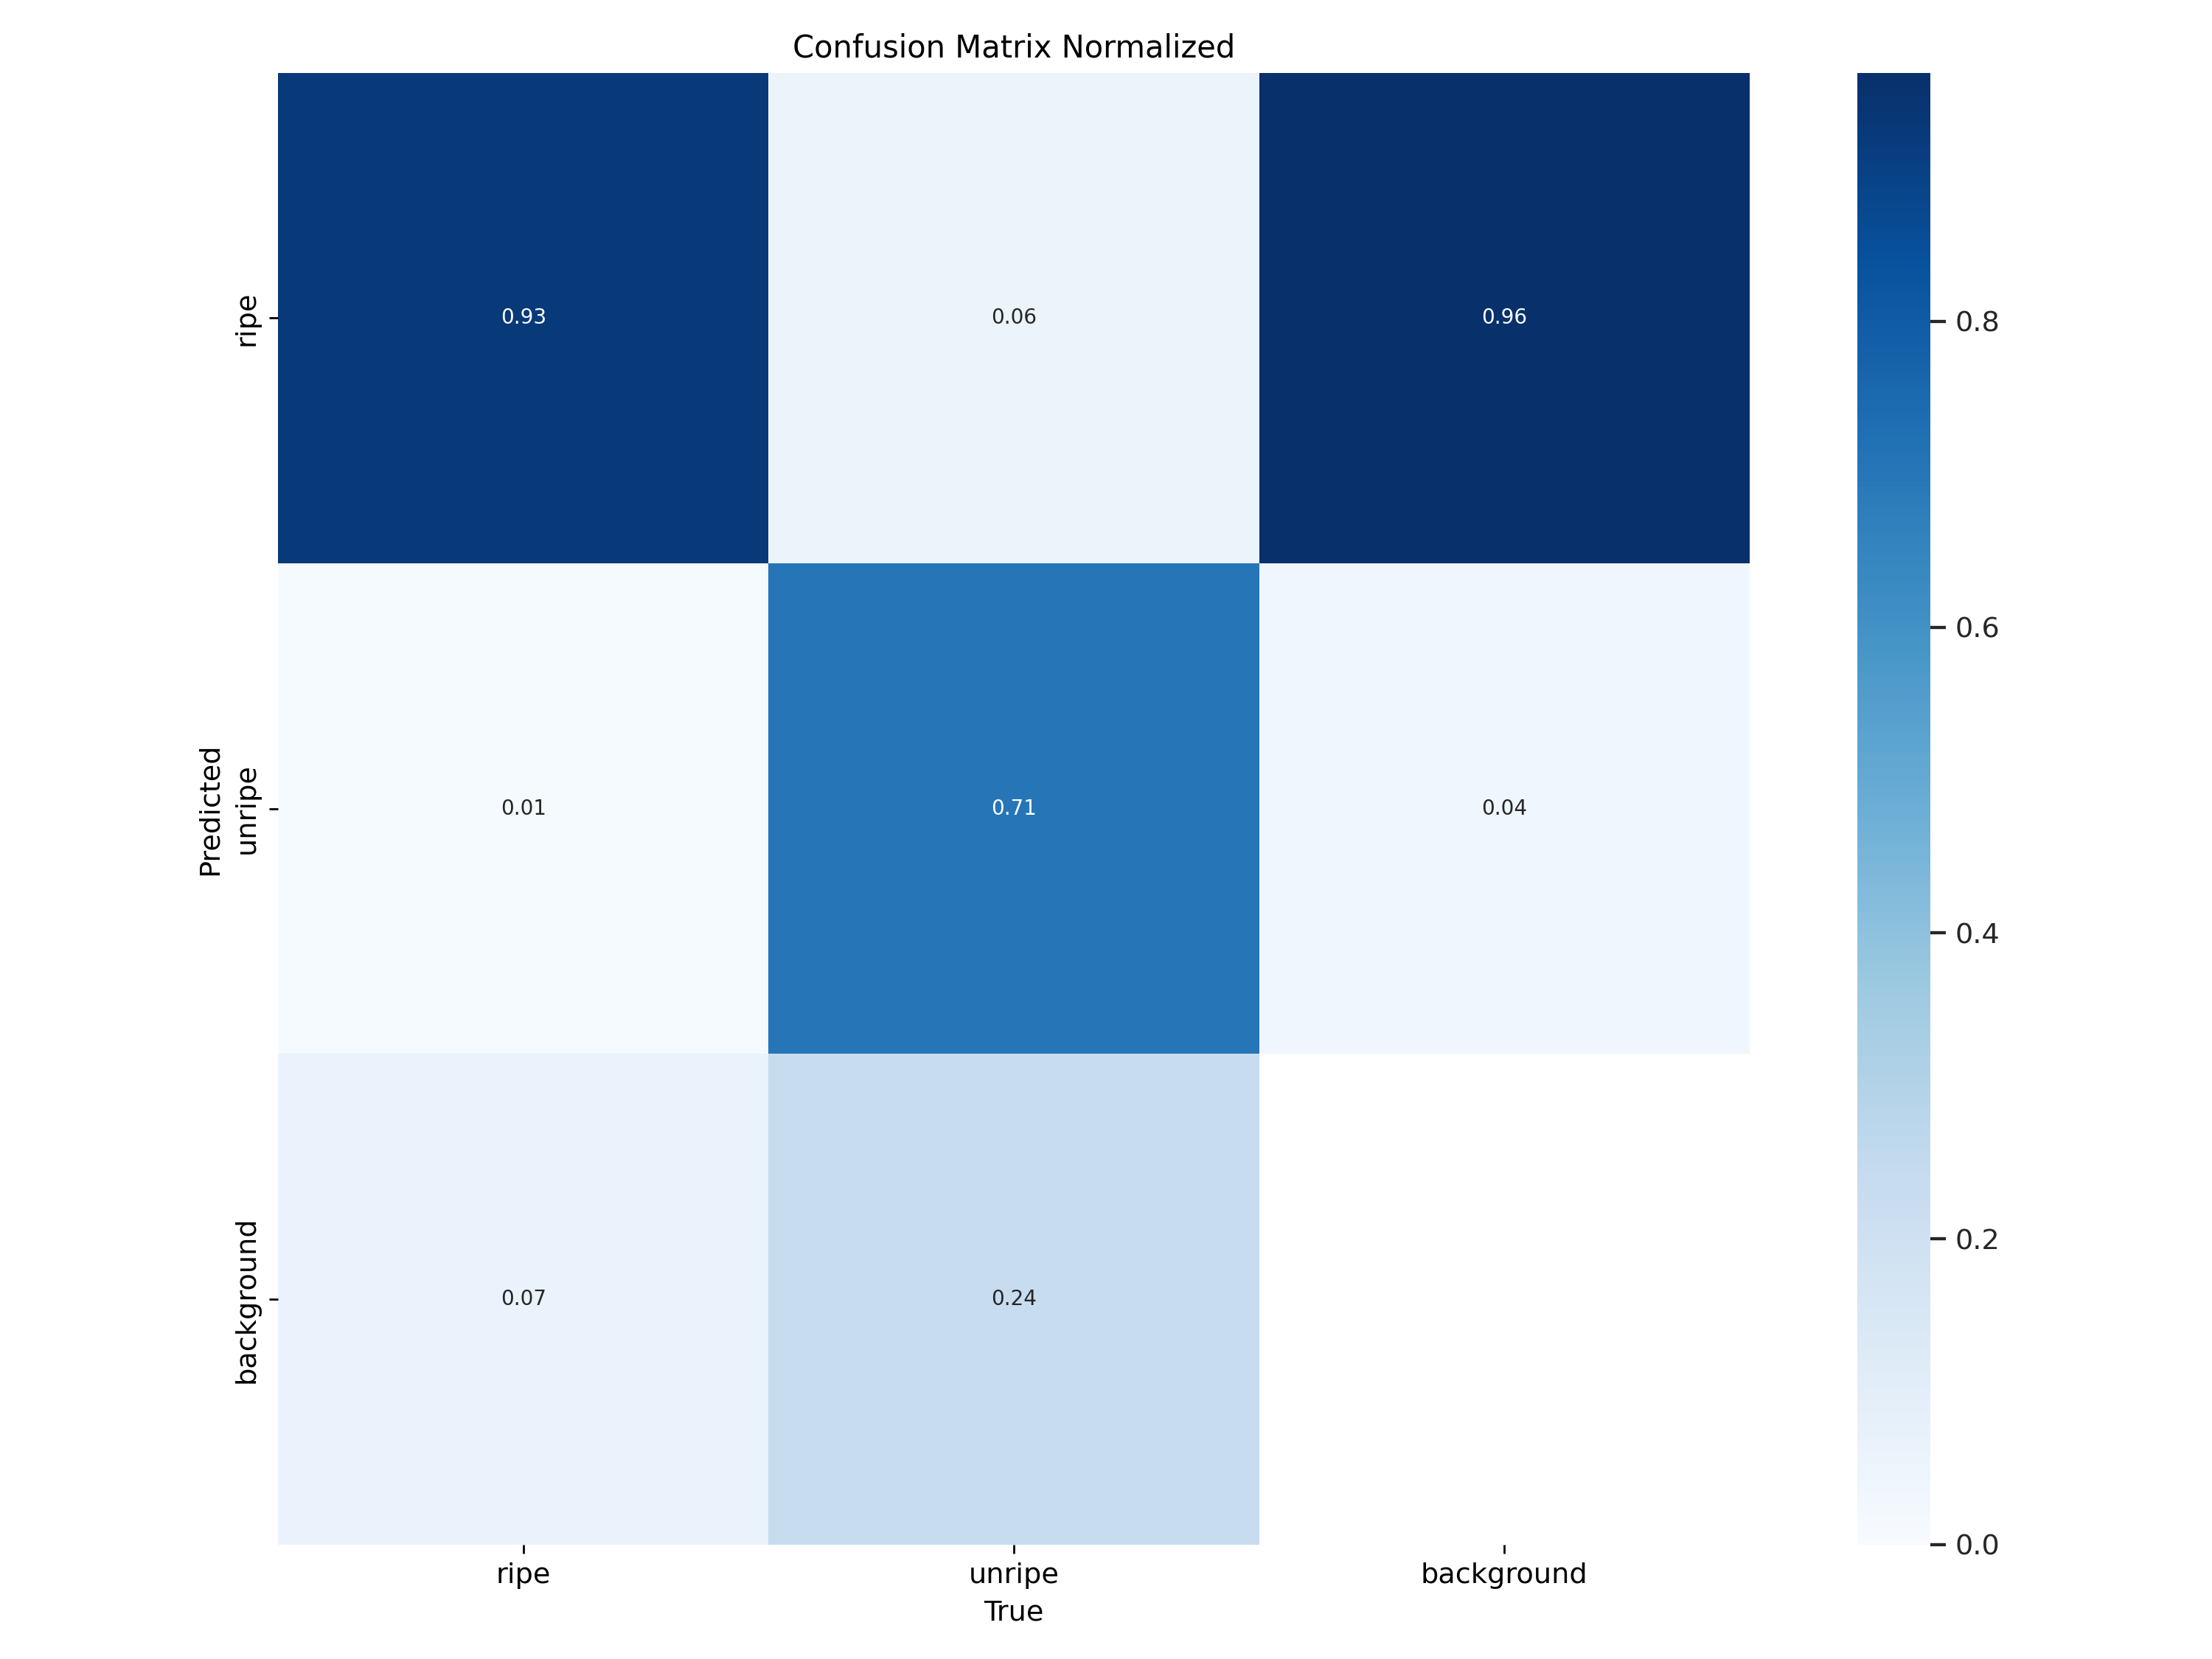 Confusion Matrix Normalized
Predicted
ripe
0.93
0.06
0.96
unripe
0.01
0.71
0.04
background
0.07
0.24
ripe
unripe
background
True
0.8
0.6
0.4
0.2
0.0